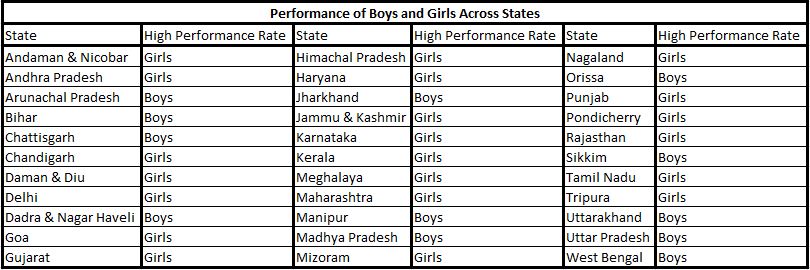 Performance of Boys and Girls Across States
State High Performance Rate State High Performance Rate State High Performance Rate
Andaman & Nicobar Girls Himachal Pradesh Girls Nagaland Girls
Andhra Pradesh Girls Haryana Girls Orissa Boys
Arunachal Pradesh Boys Jharkhand Boys Punjab Girls
Bihar Boys Jammu & Kashmir Girls Pondicherry Girls
Chattisgarh Boys Karnataka Girls Rajasthan Girls
Chandigarh Girls Kerala Girls Sikkim Boys
Daman & Diu Girls Meghalaya Girls Tamil Nadu Girls
Delhi Girls Maharashtra Girls Tripura Girls
Dadra & Nagar Haveli Boys Manipur Boys Uttarakhand Boys
Goa Girls Madhya Pradesh Boys Uttar Pradesh Boys
Gujarat Girls Mizoram Girls West Bengal Boys